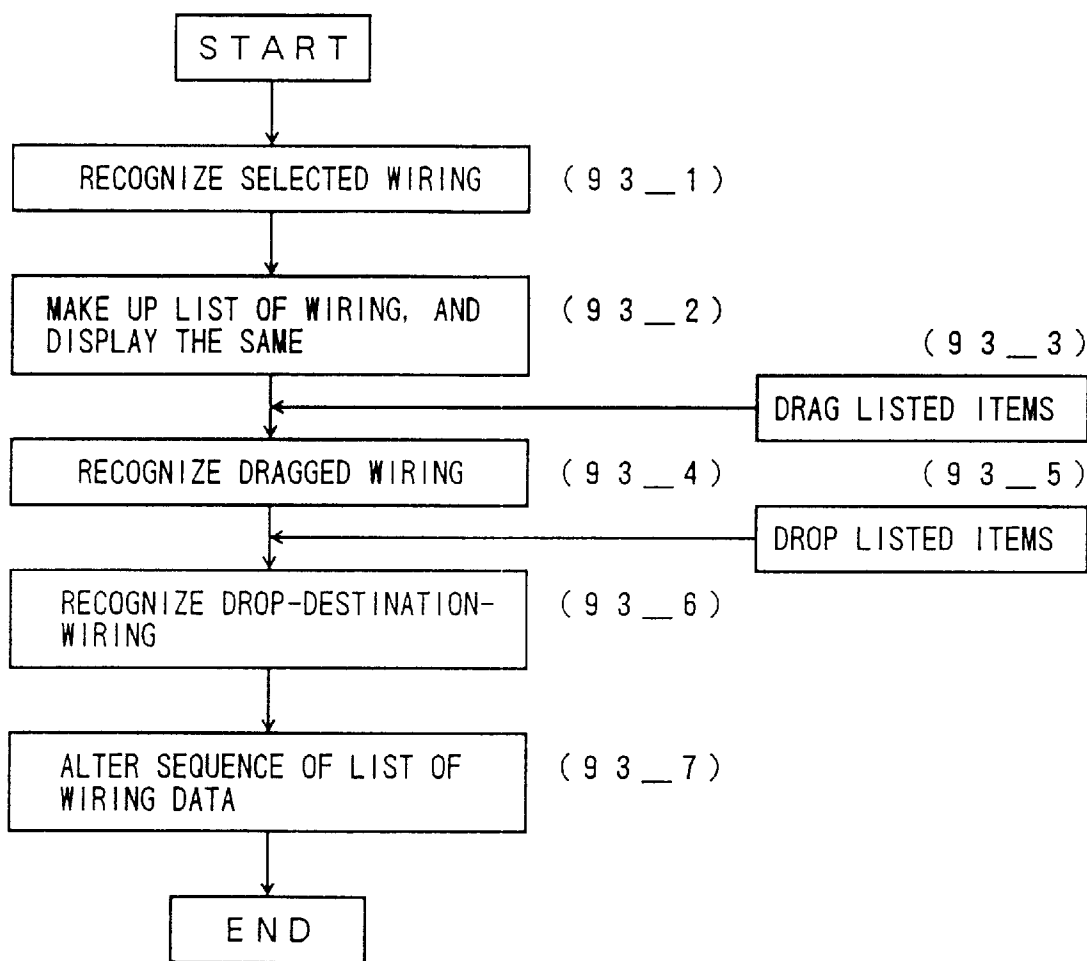 START
RECOGNIZE SELECTED WIRING (93_1)
MAKE UP LIST OF WIRING, AND
DISPLAY THE SAME
(93_2)
(93_3)
DRAG LISTED ITEMS
RECOGNIZE DRAGGED WIRING (93_4)
(93_5)
DROP LISTED ITEMS
RECOGNIZE DROP-DESTINATION-
WIRING
(93_6)
ALTER SEQUENCE OF LIST OF
WIRING DATA
(93_7)
END